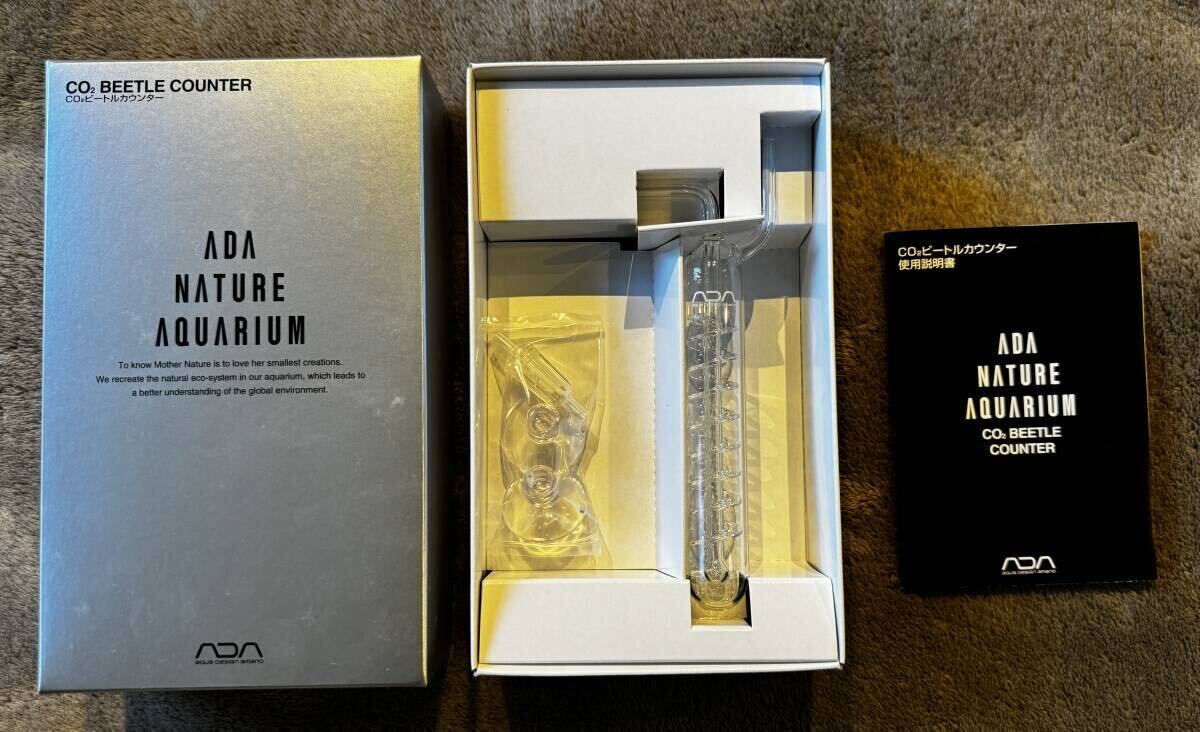 CO₂ BEETLE COUNTER
CO₂ビートルカウンター
ADA
NATURE
AQUARIUM
To know Mother Nature is to love her smallest creations.
We recreate the natural eco-system in our aquarium, which leads to
a better understanding of the global environment.
ADA
aqua design amano
ADA
CO₂ビートルカウンター
使用説明書
ADA
NATURE
AQUARIUM
CO₂ BEETLE
COUNTER
ADA
aqua design amano